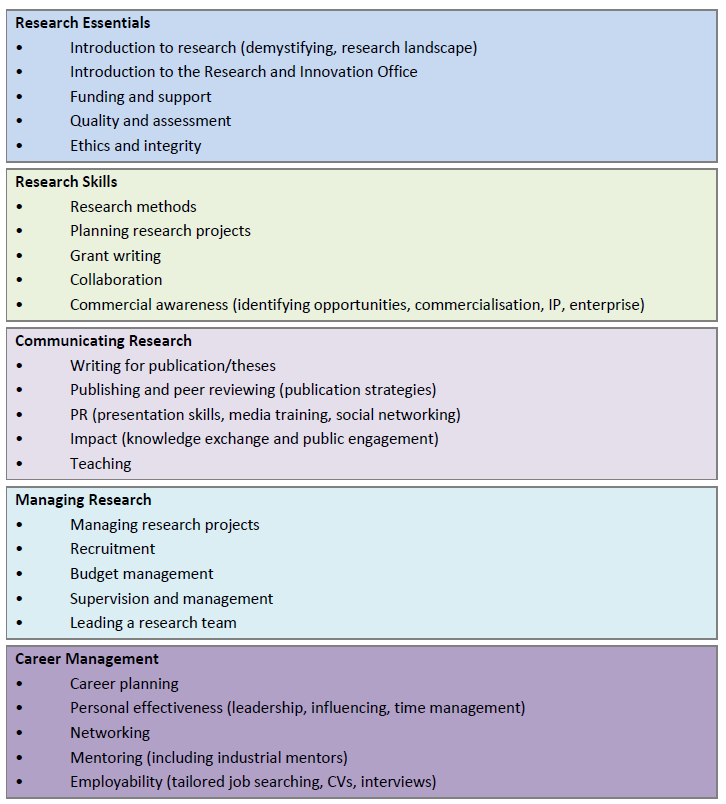 Research Essentials
• Introduction to research (demystifying, research landscape)
• Introduction to the Research and Innovation Office
• Funding and support
• Quality and assessment
• Ethics and integrity
Research Skills
• Research methods
• Planning research projects
• Grant writing
• Collaboration
• Commercial awareness (identifying opportunities, commercialisation, IP, enterprise)
Communicating Research
• Writing for publication/theses
• Publishing and peer reviewing (publication strategies)
• PR (presentation skills, media training, social networking)
• Impact (knowledge exchange and public engagement)
• Teaching
Managing Research
• Managing research projects
• Recruitment
• Budget management
• Supervision and management
• Leading a research team
Career Management
• Career planning
• Personal effectiveness (leadership, influencing, time management)
• Networking
• Mentoring (including industrial mentors)
• Employability (tailored job searching, CVs, interviews)